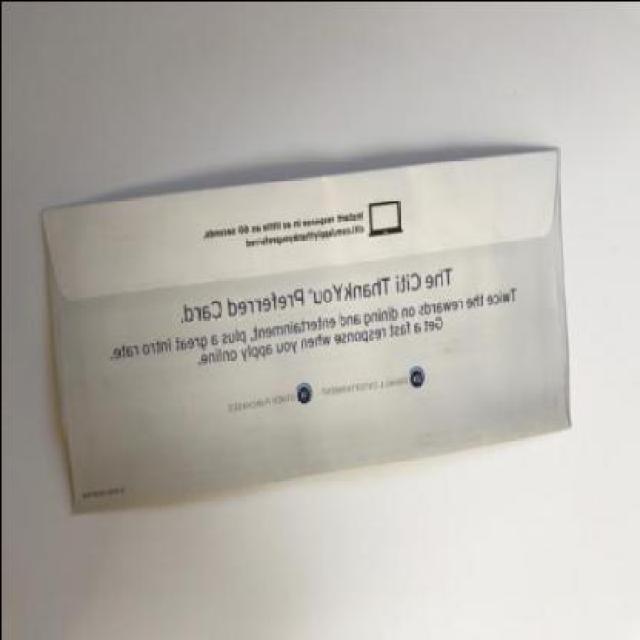 Instant response in as little as 60 seconds.
citi.com/applythankyoupreferred
The Citi ThankYou® Preferred Card.
Twice the rewards on dining and entertainment, plus a great intro rate.
Get a fast response when you apply online.